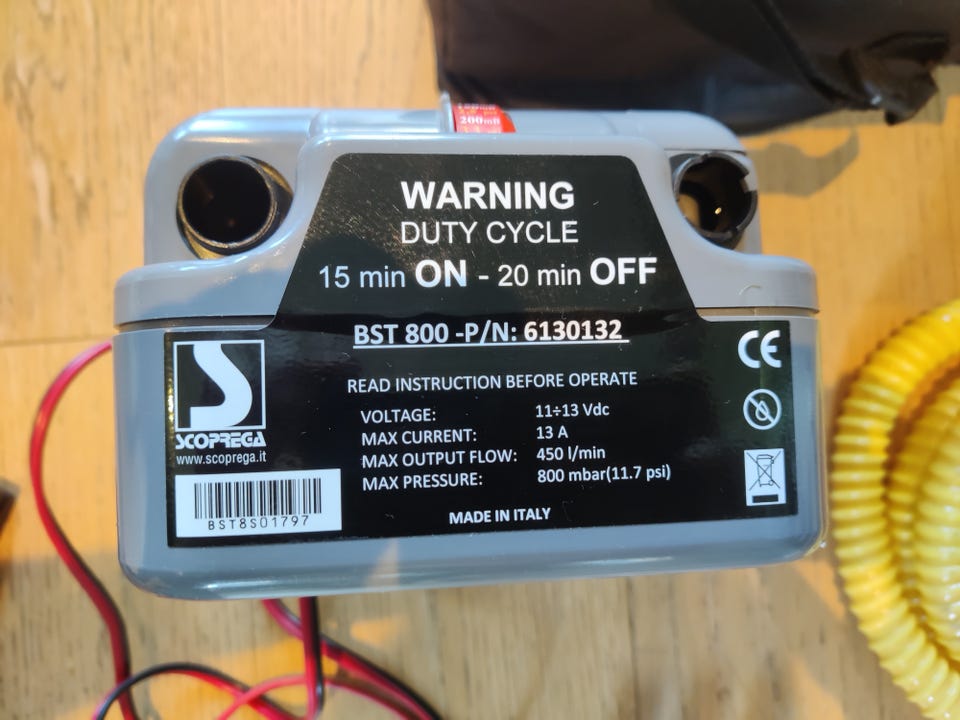 200mb
WARNING
DUTY CYCLE
15 min ON - 20 min OFF
BST 800 -P/N: 6130132
READ INSTRUCTION BEFORE OPERATE
VOLTAGE: 11÷13 Vdc
MAX CURRENT: 13 A
MAX OUTPUT FLOW: 450 l/min
MAX PRESSURE: 800 mbar(11.7 psi)
MADE IN ITALY
S
SCOPREGA
www.scoprega.it
BST8S01797
CE